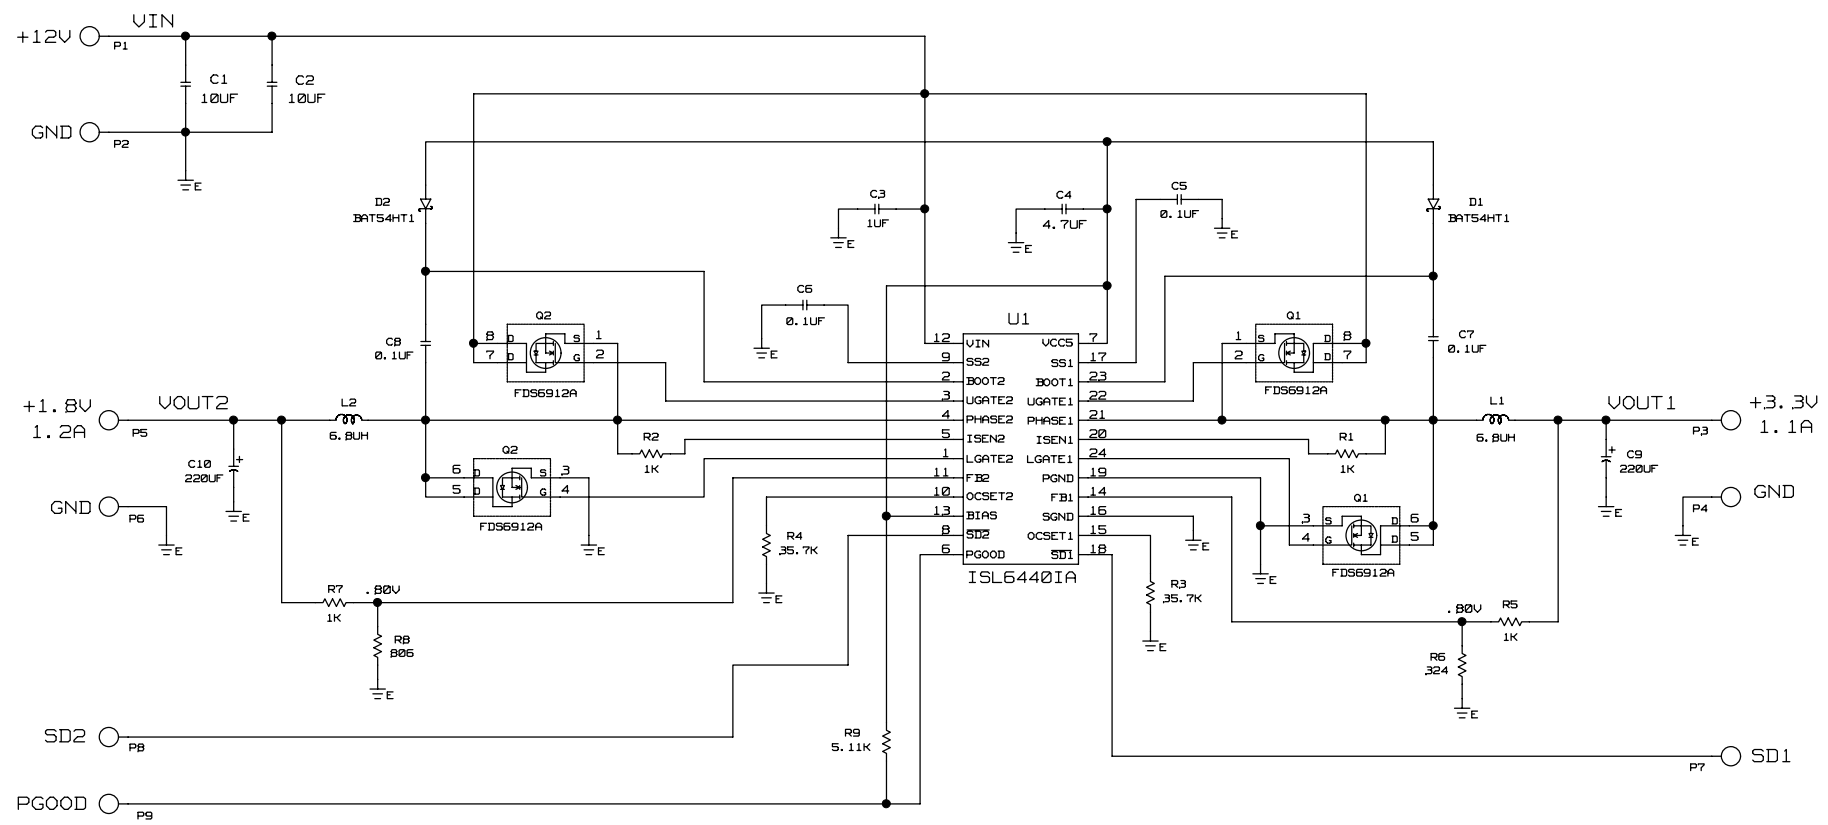 VIN
+12V
P1
C1
10UF
C2
10UF
GND
P2
E
D2
BAT54HT1
C3
1UF
E
C4
4.7UF
E
C5
0.1UF
E
D1
BAT54HT1
C6
0.1UF
E
C8
0.1UF
Q2
8 D S 1
7 D G 2
FDS6912A
Q1
1 S D 8
2 G D 7
FDS6912A
C7
0.1UF
U1
12 VIN VCC5 7
9 SS2 SS1 17
2 BOOT2 BOOT1 23
3 UGATE2 UGATE1 22
4 PHASE2 PHASE1 21
5 ISEN2 ISEN1 20
1 LGATE2 LGATE1 24
11 FB2 PGND 19
10 OCSET2 FB1 14
13 BIAS SGND 16
8 SD2 OCSET1 15
6 PGOOD SD1 18
ISL6440IA
+1.8V
1.2A
P5
VOUT2
L2
6.8UH
C10
220UF
E
GND
P6
E
Q2
6 D S 3
5 D G 4
FDS6912A
E
R2
1K
R1
1K
L1
6.8UH
VOUT1
P3
+3.3V
1.1A
C9
220UF
E
GND
P4
E
Q1
3 S D 6
4 G D 5
FDS6912A
E
E
R4
35.7K
E
R3
35.7K
E
R7
1K
.80V
R8
806
E
.80V
R5
1K
R6
324
E
SD2
P8
R9
5.11K
P7
SD1
PGOOD
P9